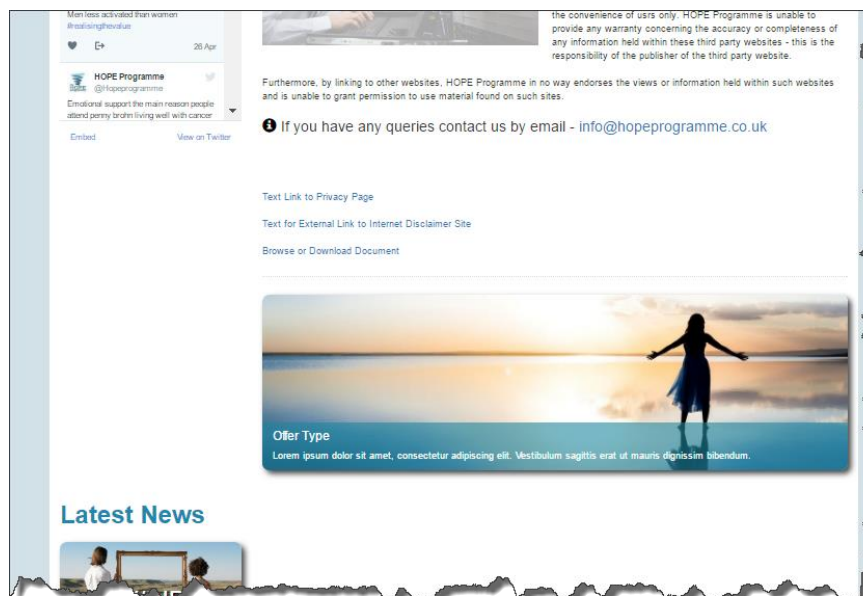 Men less activated than women
#realisingthevalue
26 Apr
HOPE Programme
@Hopeprogramme
Emotional support the main reason people
attend penny brohn living well with cancer
Embed
View on Twitter
the convenience of usrs only. HOPE Programme is unable to
provide any warranty concerning the accuracy or completeness of
any information held within these third party websites - this is the
responsibility of the publisher of the third party website.
Furthermore, by linking to other websites, HOPE Programme in no way endorses the views or information held within such websites
and is unable to grant permission to use material found on such sites.
If you have any queries contact us by email - info@hopeprogramme.co.uk
Text Link to Privacy Page
Text for External Link to Internet Disclaimer Site
Browse or Download Document
Offer Type
Lorem ipsum dolor sit amet, consectetur adipiscing elit. Vestibulum sagittis erat ut mauris dignissim bibendum.
Latest News